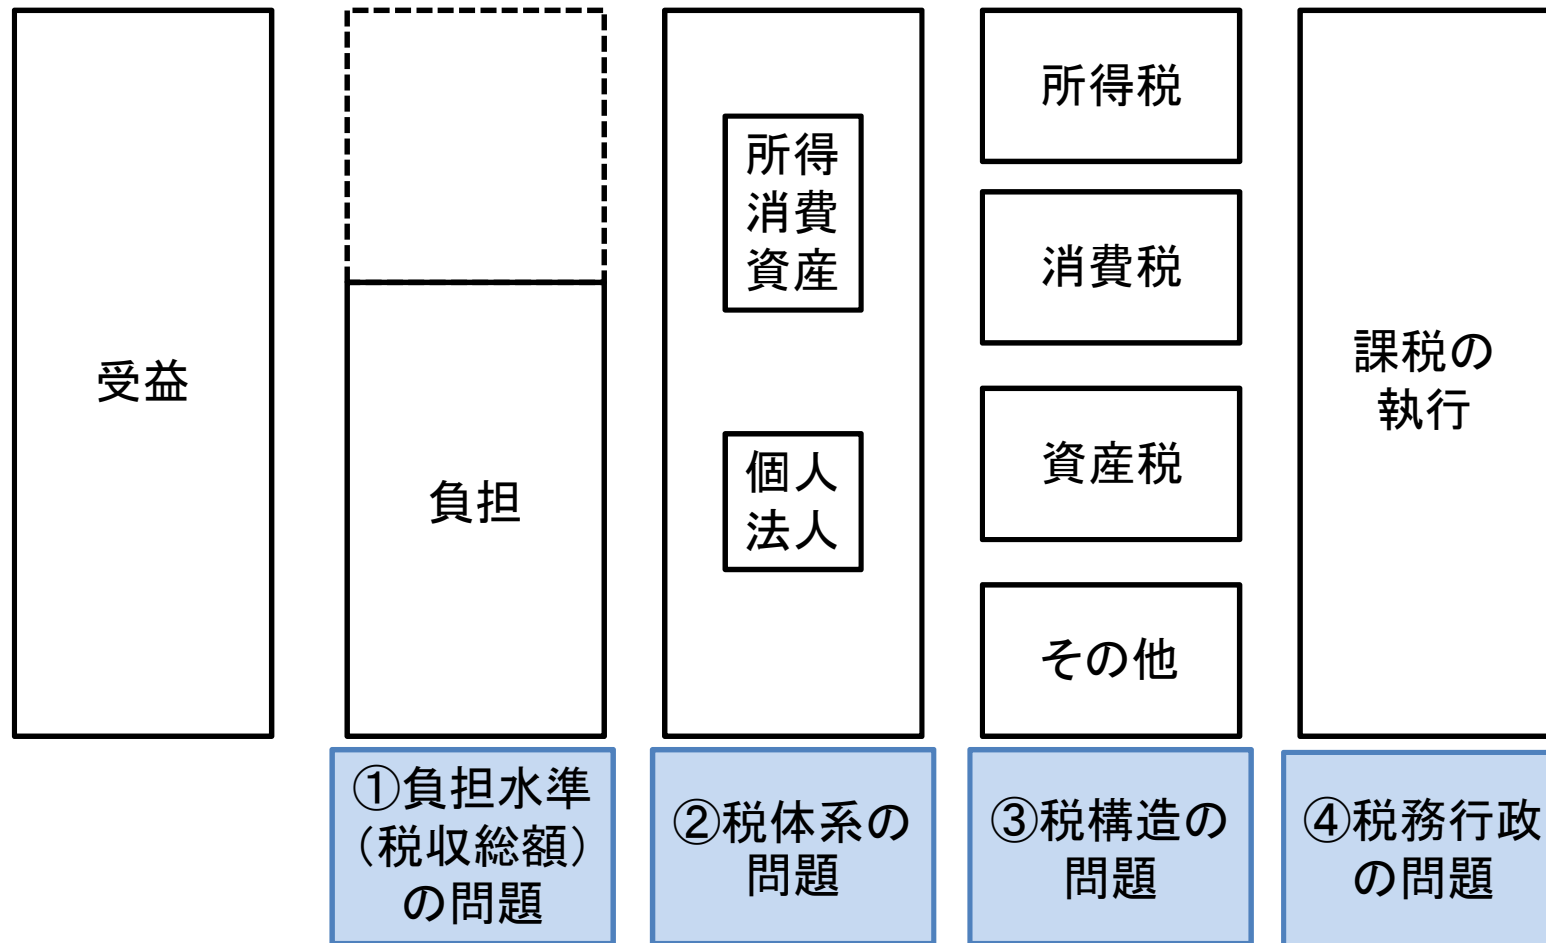 受益
負担
所得
消費
資産
個人
法人
所得税
消費税
資産税
その他
課税の
執行
①負担水準
（税収総額）
の問題
②税体系の
問題
③税構造の
問題
④税務行政
の問題